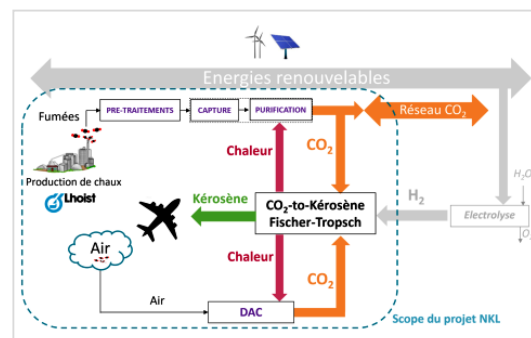 Energies renouvelables
Fumées
PRE-TRAITEMENTS
CAPTURE
PURIFICATION
Réseau CO₂
Production de chaux
Lhoist
Chaleur
CO₂
H₂O
Kérosène
CO₂-to-Kérosène
Fischer-Tropsch
H₂
Electrolyse
O₂
Air
Chaleur
CO₂
Air
DAC
Scope du projet NKL